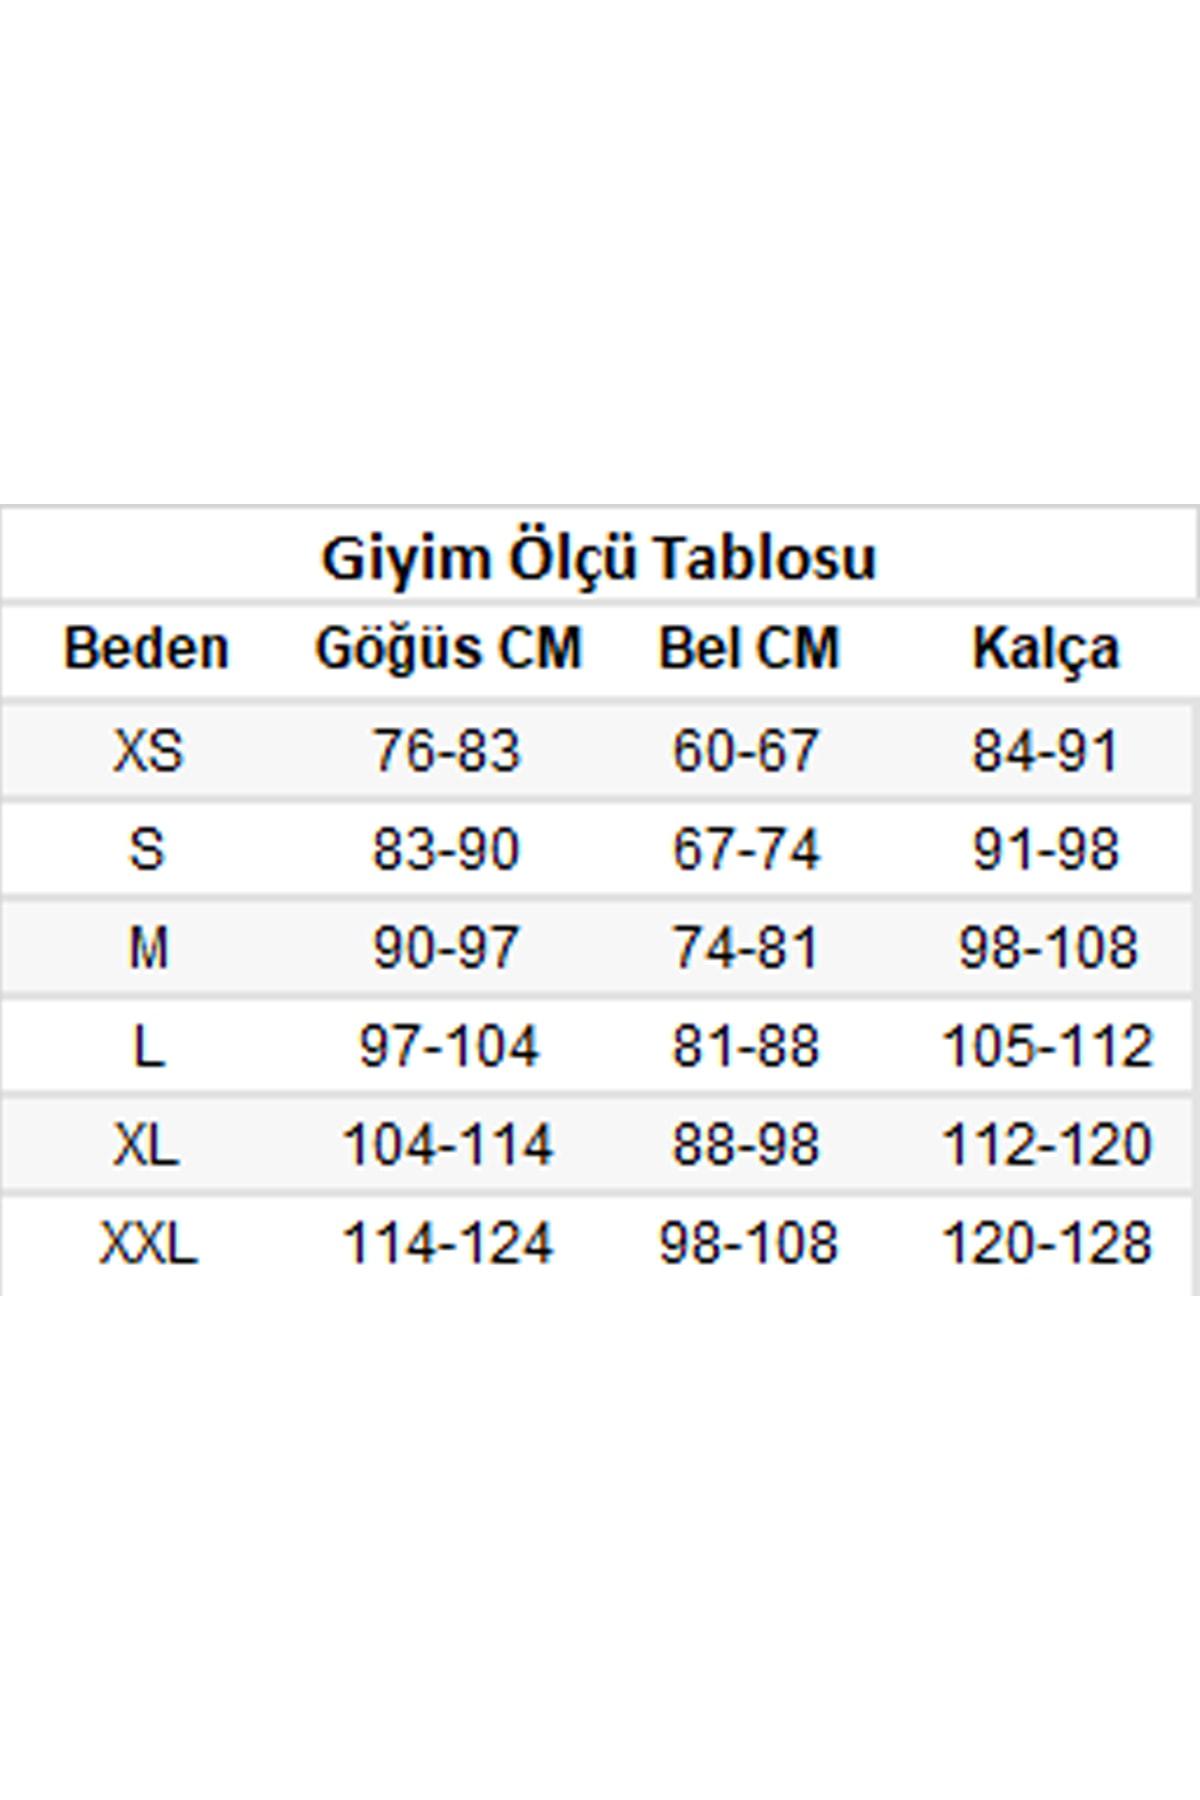 Giyim Ölçü Tablosu
Beden Göğüs CM Bel CM Kalça
XS 76-83 60-67 84-91
S 83-90 67-74 91-98
M 90-97 74-81 98-108
L 97-104 81-88 105-112
XL 104-114 88-98 112-120
XXL 114-124 98-108 120-128